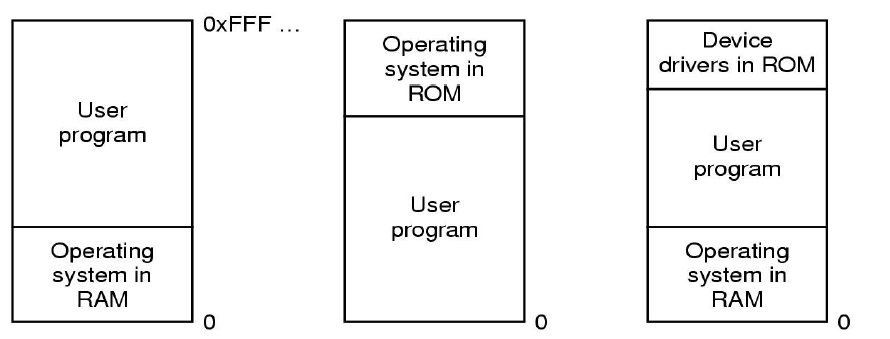 0xFFF ...
User
program
Operating
system in
RAM
0
Operating
system in
ROM
User
program
0
Device
drivers in ROM
User
program
Operating
system in
RAM
0